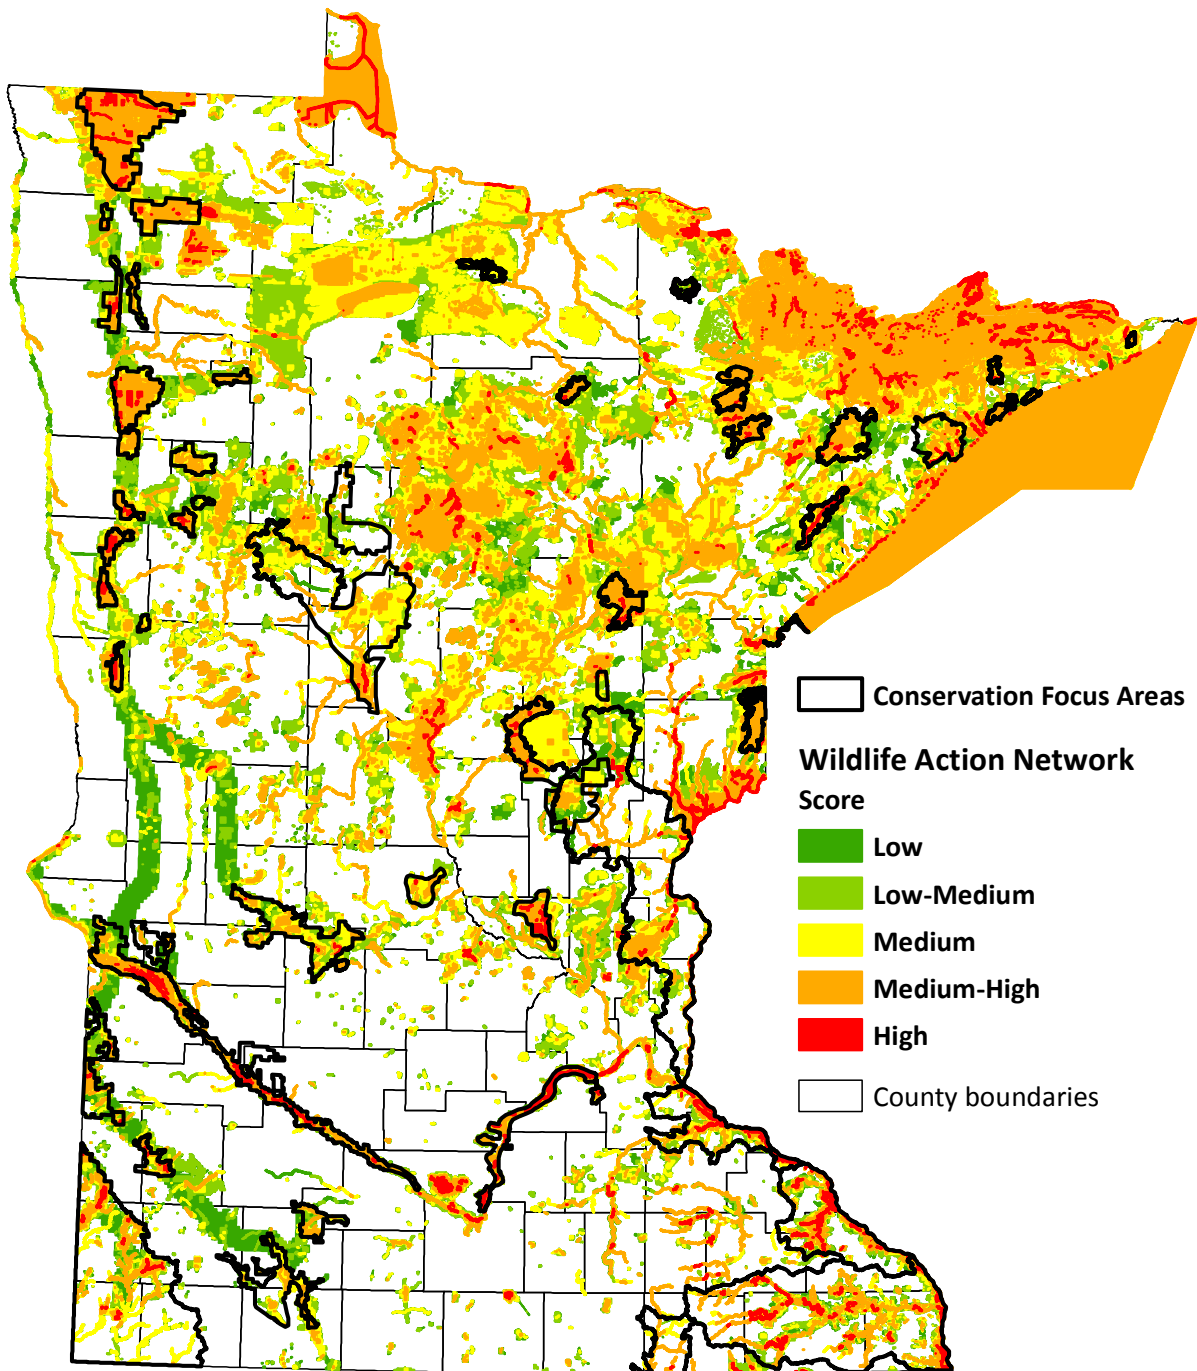 Conservation Focus Areas
Wildlife Action Network
Score
Low
Low-Medium
Medium
Medium-High
High
County boundaries